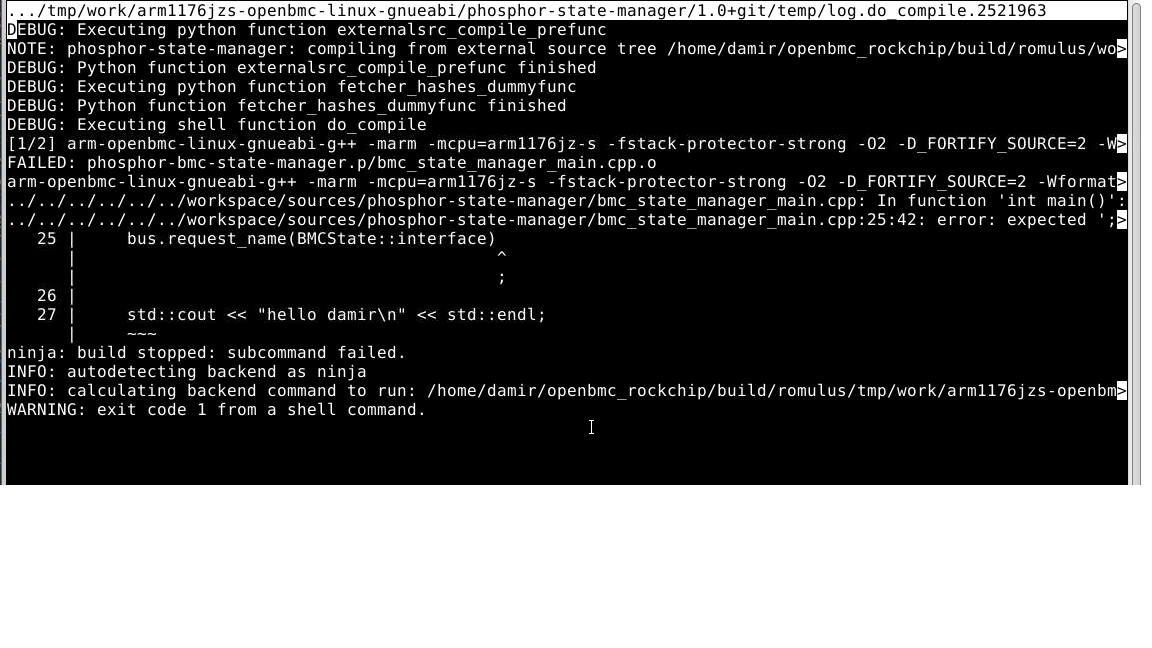 .../tmp/work/arm1176jzs-openbmc-linux-gnueabi/phosphor-state-manager/1.0+git/temp/log.do_compile.2521963
DEBUG: Executing python function externalsrc_compile_prefunc
NOTE: phosphor-state-manager: compiling from external source tree /home/damir/openbmc_rockchip/build/romulus/wo>
DEBUG: Python function externalsrc_compile_prefunc finished
DEBUG: Executing python function fetcher_hashes_dummyfunc
DEBUG: Python function fetcher_hashes_dummyfunc finished
DEBUG: Executing shell function do_compile
[1/2] arm-openbmc-linux-gnueabi-g++ -marm -mcpu=arm1176jz-s -fstack-protector-strong -O2 -D_FORTIFY_SOURCE=2 -W>
FAILED: phosphor-bmc-state-manager.p/bmc_state_manager_main.cpp.o
arm-openbmc-linux-gnueabi-g++ -marm -mcpu=arm1176jz-s -fstack-protector-strong -O2 -D_FORTIFY_SOURCE=2 -Wformat>
../../../../../../workspace/sources/phosphor-state-manager/bmc_state_manager_main.cpp: In function 'int main()':
../../../../../../workspace/sources/phosphor-state-manager/bmc_state_manager_main.cpp:25:42: error: expected ';>
   25 |     bus.request_name(BMCState::interface)
      |                                          ^
      |                                          ;
   26 |
   27 |     std::cout << "hello damir\n" << std::endl;
      |     ~~~
ninja: build stopped: subcommand failed.
INFO: autodetecting backend as ninja
INFO: calculating backend command to run: /home/damir/openbmc_rockchip/build/romulus/tmp/work/arm1176jzs-openbm>
WARNING: exit code 1 from a shell command.